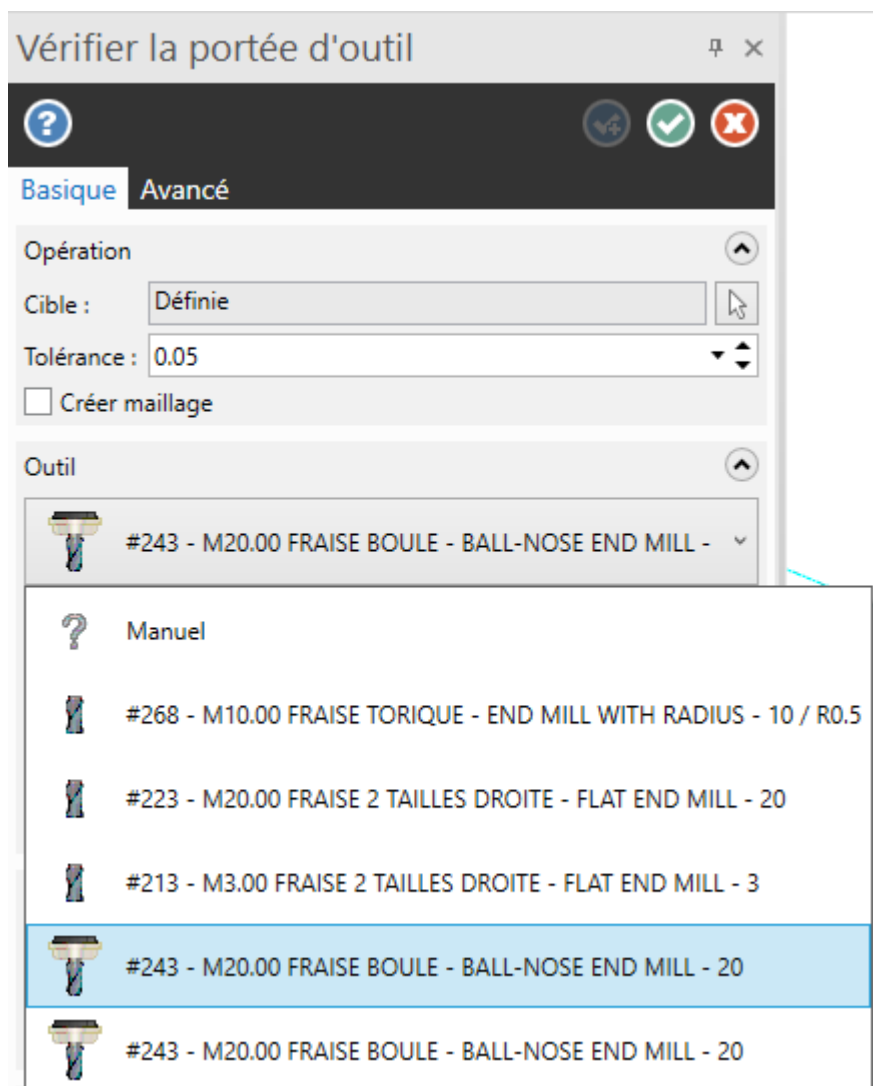 Vérifier la portée d'outil
Basique Avancé
Opération
Cible : Définie
Tolérance : 0.05
Créer maillage
Outil
#243 - M20.00 FRAISE BOULE - BALL-NOSE END MILL -
Manuel
#268 - M10.00 FRAISE TORIQUE - END MILL WITH RADIUS - 10 / R0.5
#223 - M20.00 FRAISE 2 TAILLES DROITE - FLAT END MILL - 20
#213 - M3.00 FRAISE 2 TAILLES DROITE - FLAT END MILL - 3
#243 - M20.00 FRAISE BOULE - BALL-NOSE END MILL - 20
#243 - M20.00 FRAISE BOULE - BALL-NOSE END MILL - 20